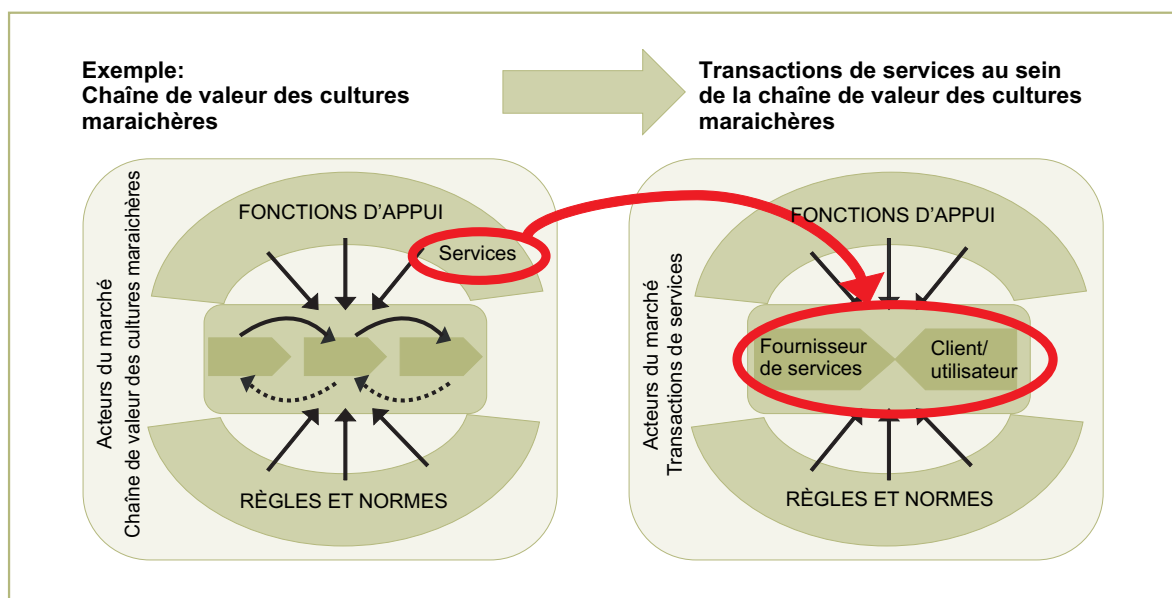 Exemple:
Chaîne de valeur des cultures
maraichères
Transactions de services au sein
de la chaîne de valeur des cultures
maraichères
Acteurs du marché
Chaîne de valeur des cultures maraichères
FONCTIONS D'APPUI
Services
RÈGLES ET NORMES
Acteurs du marché
Transactions de services
FONCTIONS D'APPUI
Fournisseur
de services
Client/
utilisateur
RÈGLES ET NORMES